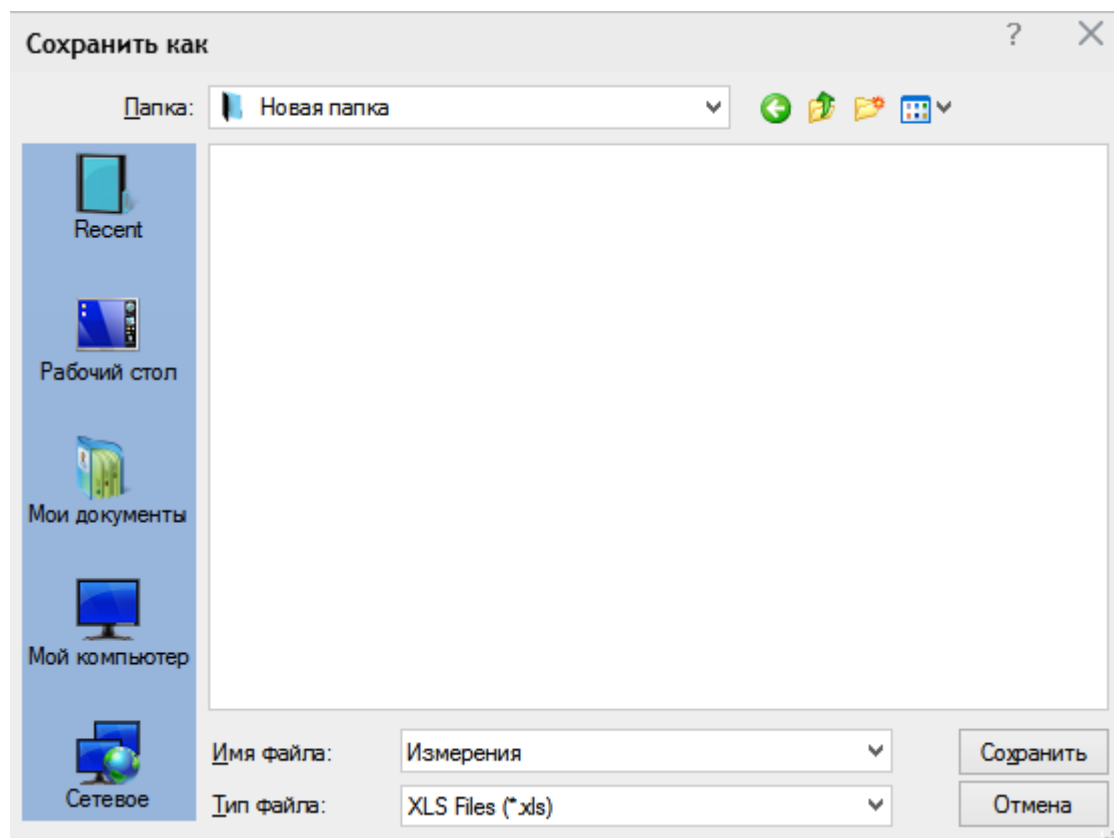 Сохранить как
?
Папка:
Новая папка
Recent
Рабочий стол
Мои документы
Мой компьютер
Сетевое
Имя файла:
Измерения
Сохранить
Тип файла:
XLS Files (*.xls)
Отмена